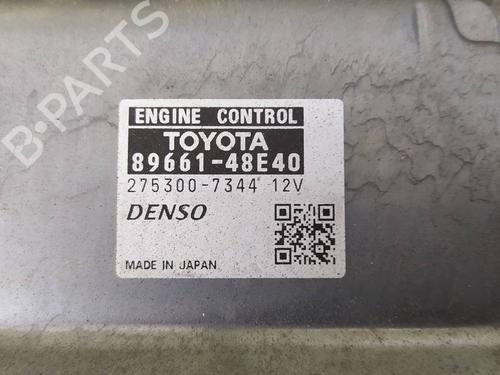 B-PARTS
ENGINE CONTROL
TOYOTA
89661-48E40
275300-7344 12V
DENSO
MADE IN JAPAN